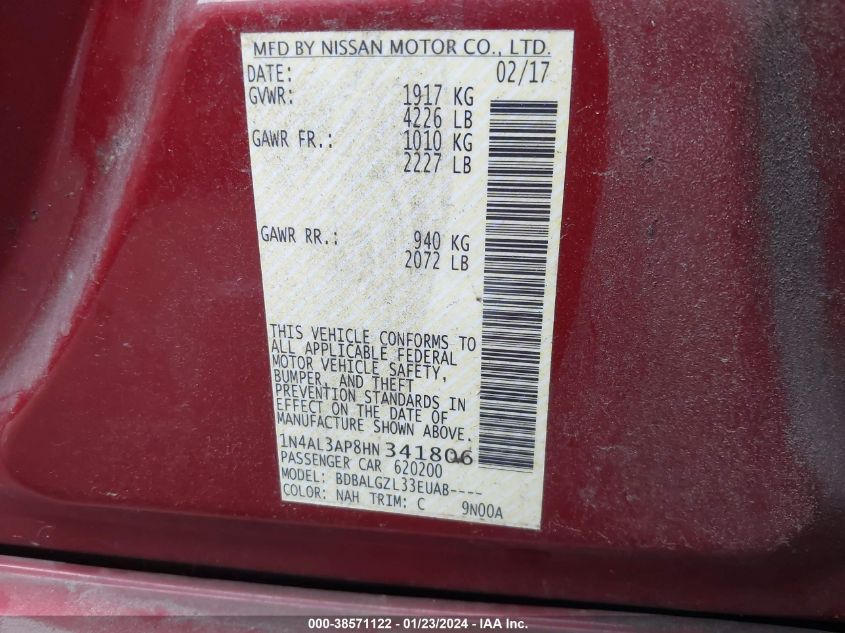 MFD BY NISSAN MOTOR CO., LTD.
DATE: 02/17
GVWR: 1917 KG
4226 LB
GAWR FR.: 1010 KG
2227 LB
GAWR RR.: 940 KG
2072 LB
THIS VEHICLE CONFORMS TO
ALL APPLICABLE FEDERAL
MOTOR VEHICLE SAFETY,
BUMPER, AND THEFT
PREVENTION STANDARDS IN
EFFECT ON THE DATE OF
MANUFACTURE SHOWN ABOVE.
1N4AL3AP8HN 341806
PASSENGER CAR 620200
MODEL: BDBALGZL33EUAB----
COLOR: NAH TRIM: C 9N00A
000-38571122 - 01/23/2024 - IAA Inc.